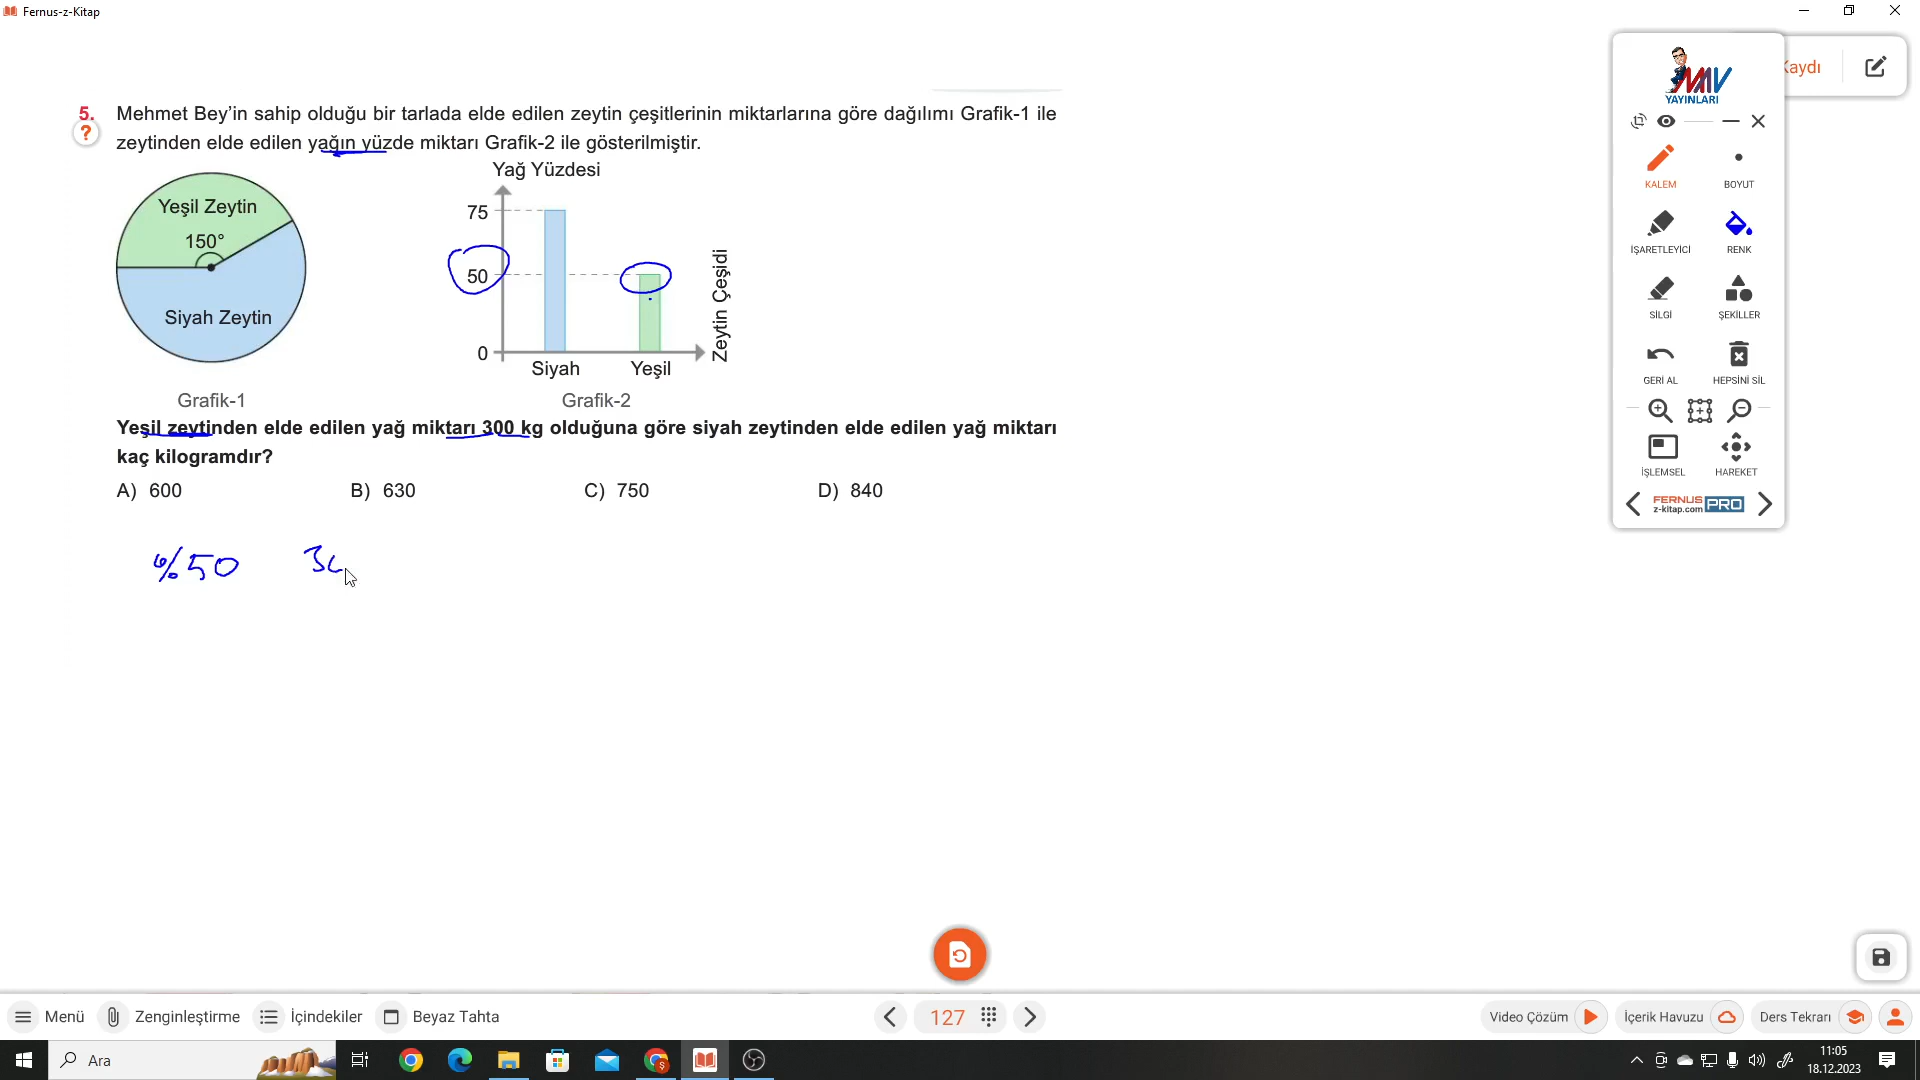 Fernus-z-Kitap
MAV
YAYINLARI
Kaydı
5. Mehmet Bey'in sahip olduğu bir tarlada elde edilen zeytin çeşitlerinin miktarlarına göre dağılımı Grafik-1 ile
? zeytinden elde edilen yağın yüzde miktarı Grafik-2 ile gösterilmiştir.
Yeşil Zeytin
150°
Siyah Zeytin
Grafik-1
Yağ Yüzdesi
75
50
0
Siyah Yeşil
Zeytin Çeşidi
Grafik-2
Yeşil zeytinden elde edilen yağ miktarı 300 kg olduğuna göre siyah zeytinden elde edilen yağ miktarı
kaç kilogramdır?
A) 600 B) 630 C) 750 D) 840
%50
KALEM BOYUT
İŞARETLEYİCİ RENK
SİLGİ ŞEKİLLER
GERİ AL HEPSİNİ SİL
İŞLEMSEL HAREKET
FERNUS PRO
z-kitap.com
Menü Zenginleştirme İçindekiler Beyaz Tahta 127 Video Çözüm İçerik Havuzu Ders Tekrarı
Ara
11:05
18.12.2023